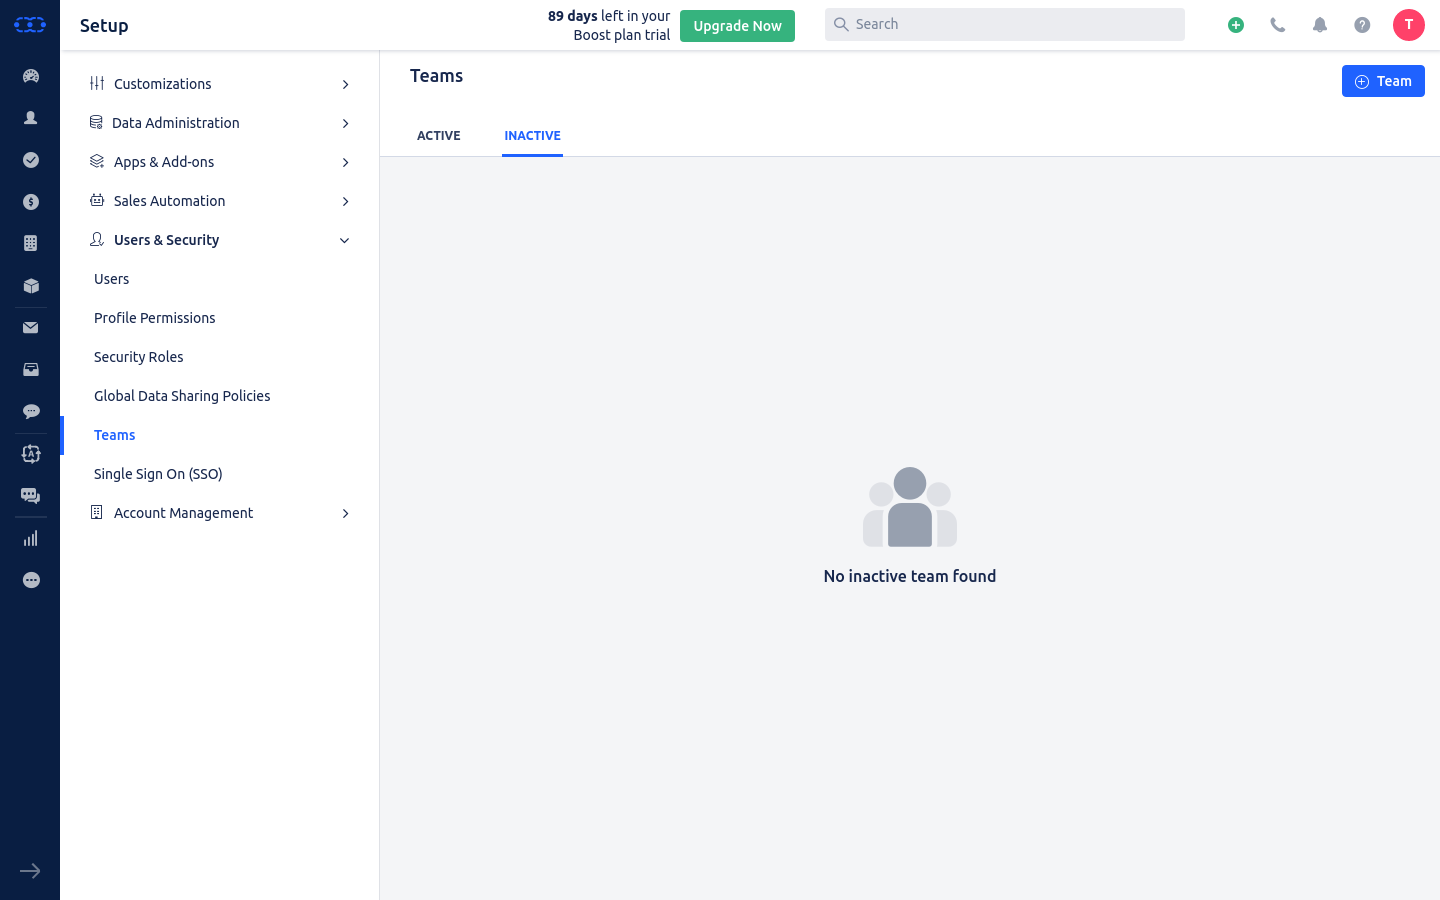 Setup
89 days left in your
Boost plan trial
Upgrade Now
Search
T
Customizations
Data Administration
Apps & Add-ons
Sales Automation
Users & Security
Users
Profile Permissions
Security Roles
Global Data Sharing Policies
Teams
Single Sign On (SSO)
Account Management
Teams
Team
ACTIVE
INACTIVE
No inactive team found